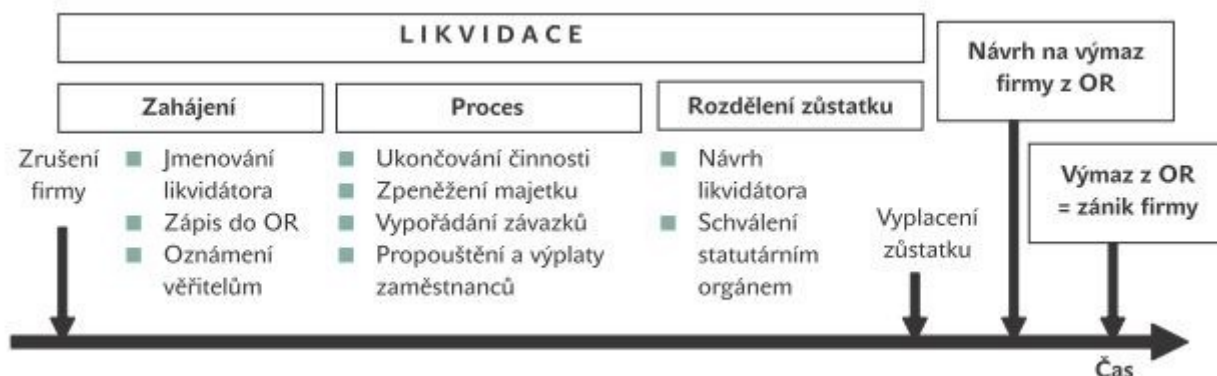 LIKVIDACE
Návrh na výmaz
firmy z OR
Zahájení
Proces
Rozdělení zůstatku
Zrušení
firmy
Jmenování
likvidátora
Zápis do OR
Oznámení
věřitelům
Ukončování činnosti
Zpeněžení majetku
Vypořádání závazků
Propouštění a výplaty
zaměstnanců
Návrh
likvidátora
Schválení
statutárním
orgánem
Vyplacení
zůstatku
Výmaz z OR
= zánik firmy
Čas